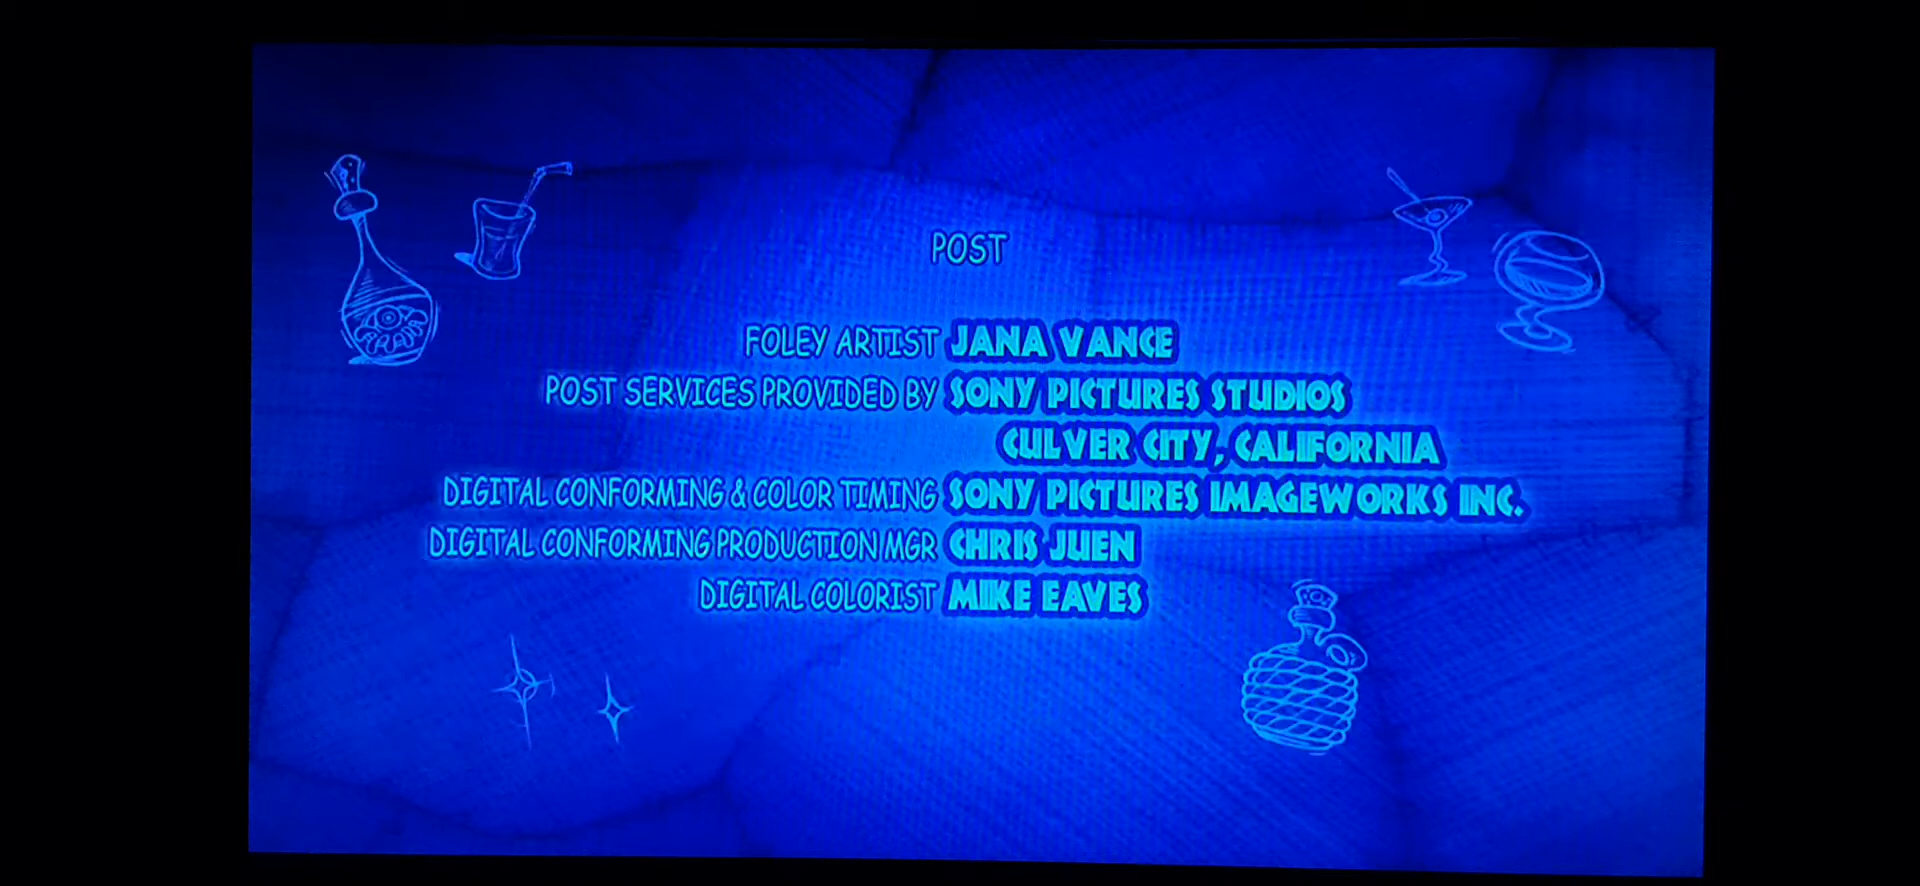 POST
FOLEY ARTIST JANA VANCE
POST SERVICES PROVIDED BY SONY PICTURES STUDIOS
CULVER CITY, CALIFORNIA
DIGITAL CONFORMING & COLOR TIMING SONY PICTURES IMAGEWORKS INC.
DIGITAL CONFORMING PRODUCTION MGR CHRIS JUEN
DIGITAL COLORIST MIKE EAVES